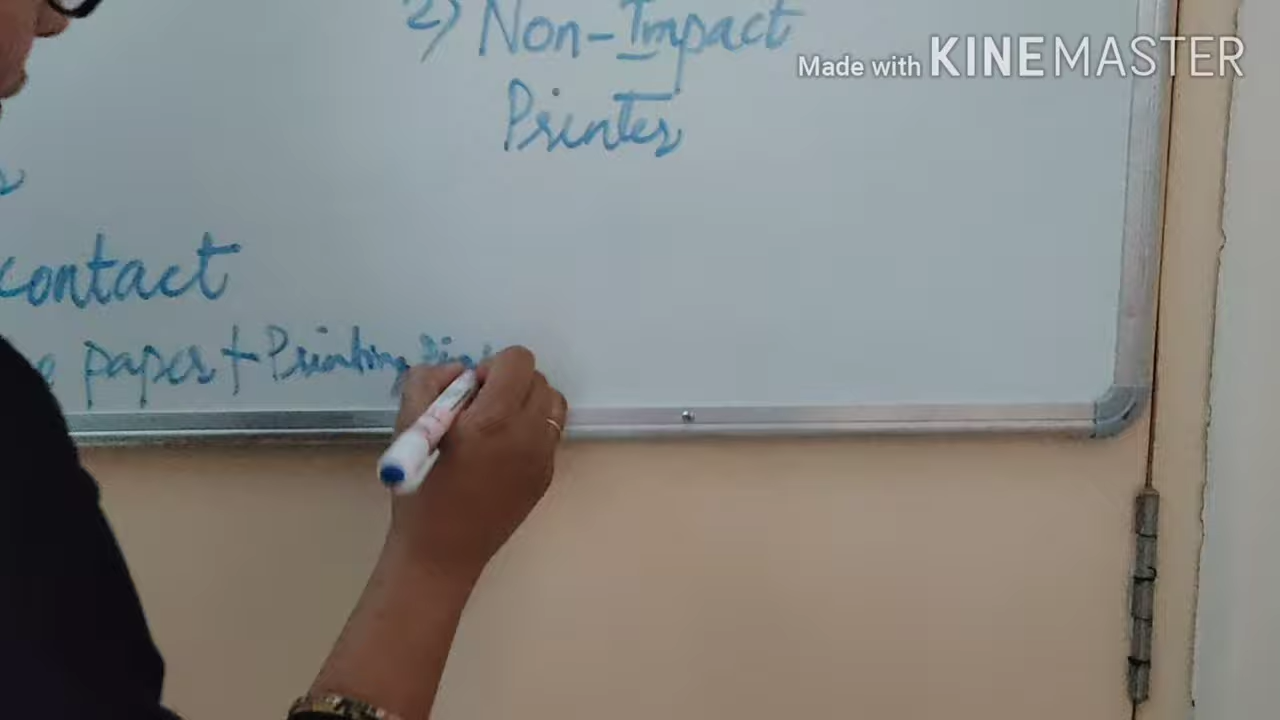 2) Non-Impact
Made with KINEMASTER
Printer
contact
paper + Printing